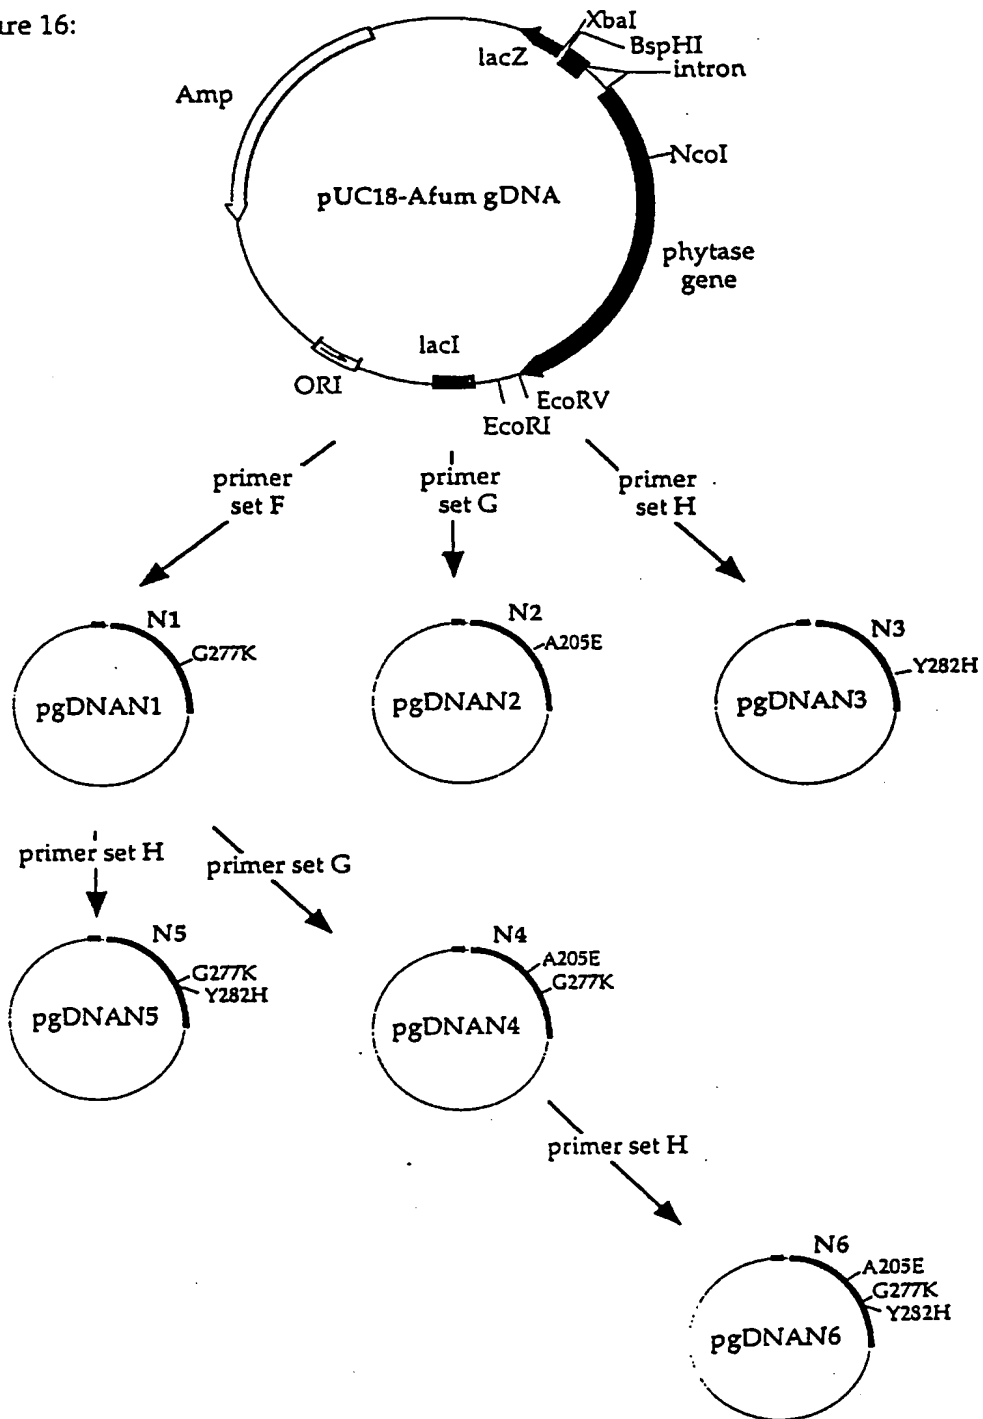 ure 16:
XbaI
BspHI
lacZ
intron
Amp
NcoI
pUC18-Afum gDNA
phytase
gene
lacI
ORI
EcoRV
EcoRI
primer
set F
primer
set G
primer
set H
N1
G277K
pgDNAN1
N2
A205E
pgDNAN2
N3
Y282H
pgDNAN3
primer set H
primer set G
N5
G277K
Y282H
pgDNAN5
N4
A205E
G277K
pgDNAN4
primer set H
N6
A205E
G277K
Y282H
pgDNAN6